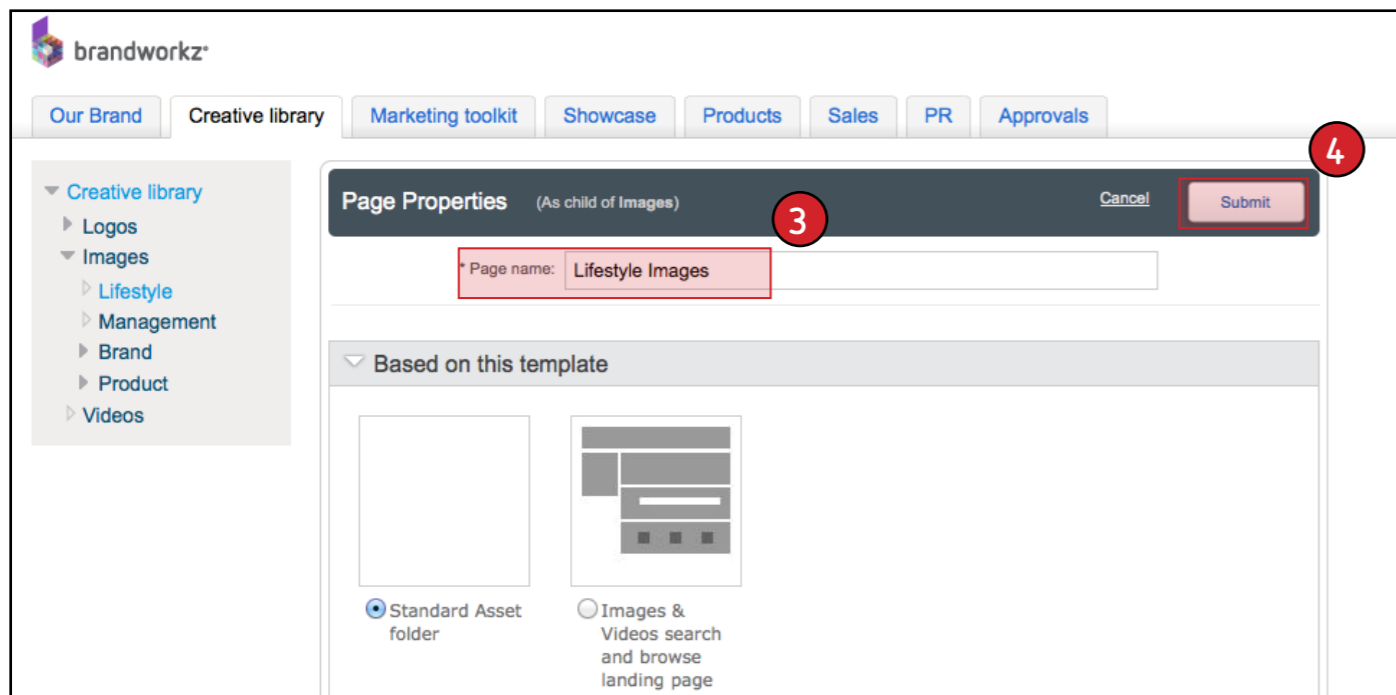 brandworkz
Our Brand Creative library Marketing toolkit Showcase Products Sales PR Approvals
4
Creative library
Logos
Images
Lifestyle
Management
Brand
Product
Videos
Page Properties (As child of Images) Cancel Submit
3
* Page name: Lifestyle Images
Based on this template
Standard Asset
folder
Images &
Videos search
and browse
landing page